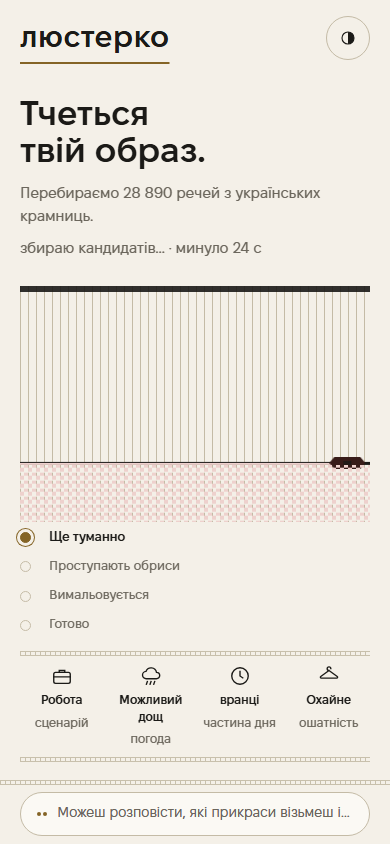 люстерко
Тчеться
твій образ.
Перебираємо 28 890 речей з українських
крамниць.
збираю кандидатів... · минуло 24 с
Ще туманно
Проступають обриси
Вимальовується
Готово
Робота
сценарій
Можливий
дощ
погода
вранці
частина дня
Охайне
ошатність
Можеш розповісти, які прикраси візьмеш і...